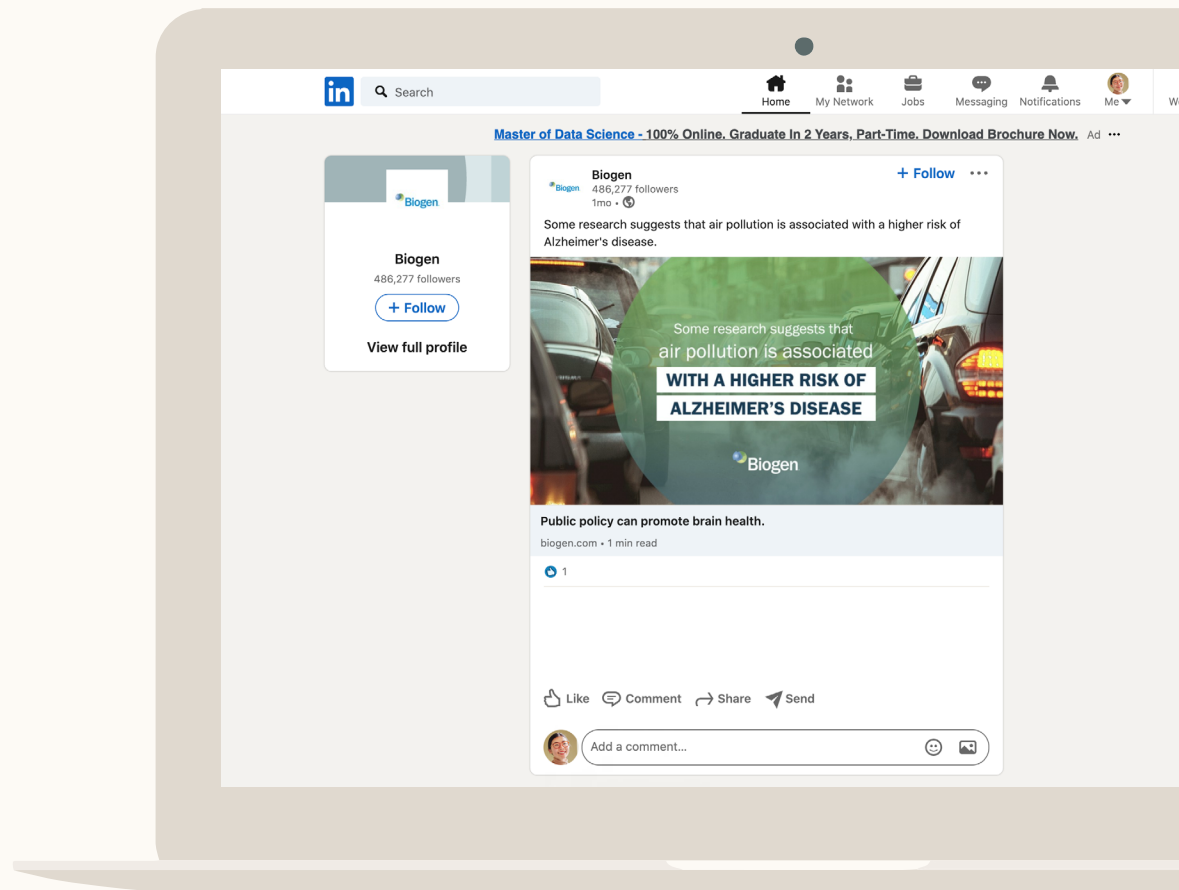 in
Search
Home
My Network
Jobs
Messaging
Notifications
Me
Master of Data Science - 100% Online. Graduate In 2 Years, Part-Time. Download Brochure Now. Ad
Biogen
Biogen
486,277 followers
+ Follow
View full profile
Biogen
Biogen
486,277 followers
1mo •
+ Follow
Some research suggests that air pollution is associated with a higher risk of
Alzheimer's disease.
Some research suggests that
air pollution is associated
WITH A HIGHER RISK OF
ALZHEIMER'S DISEASE
Biogen
Public policy can promote brain health.
biogen.com • 1 min read
1
Like
Comment
Share
Send
Add a comment...